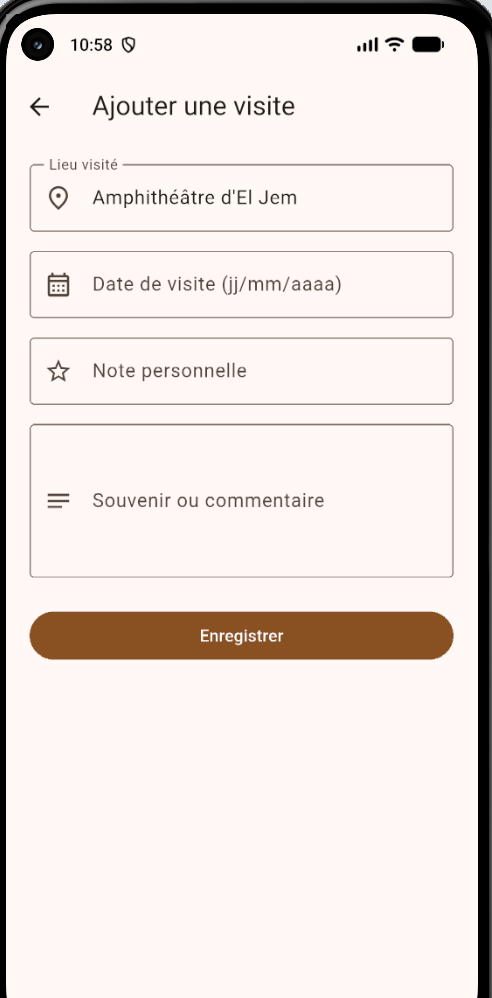 10:58
Ajouter une visite
Lieu visité
Amphithéâtre d'El Jem
Date de visite (jj/mm/aaaa)
Note personnelle
Souvenir ou commentaire
Enregistrer